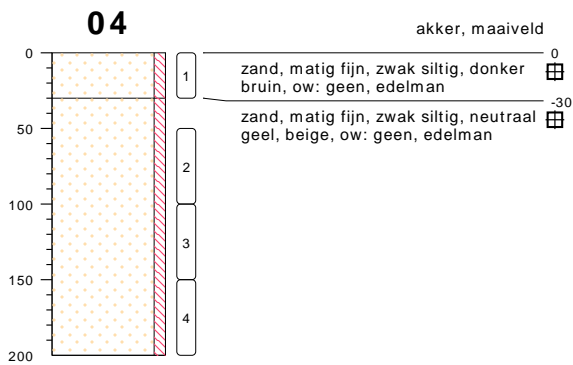 04
akker, maaiveld
0
0
1
zand, matig fijn, zwak siltig, donker
bruin, ow: geen, edelman
-30
zand, matig fijn, zwak siltig, neutraal
geel, beige, ow: geen, edelman
50
2
100
3
150
4
200